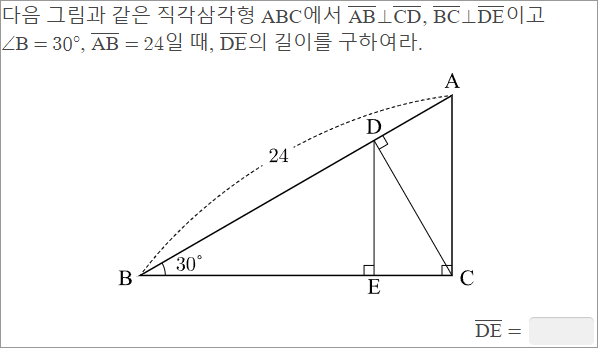 다음 그림과 같은 직각삼각형 ABC에서 AB⊥CD, BC⊥DE이고
∠B=30°, AB=24일 때, DE의 길이를 구하여라.
A
D
24
30°
B
E
C
DE =